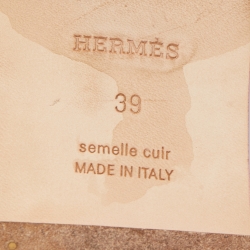 HERMÈS
39
semelle cuir
MADE IN ITALY